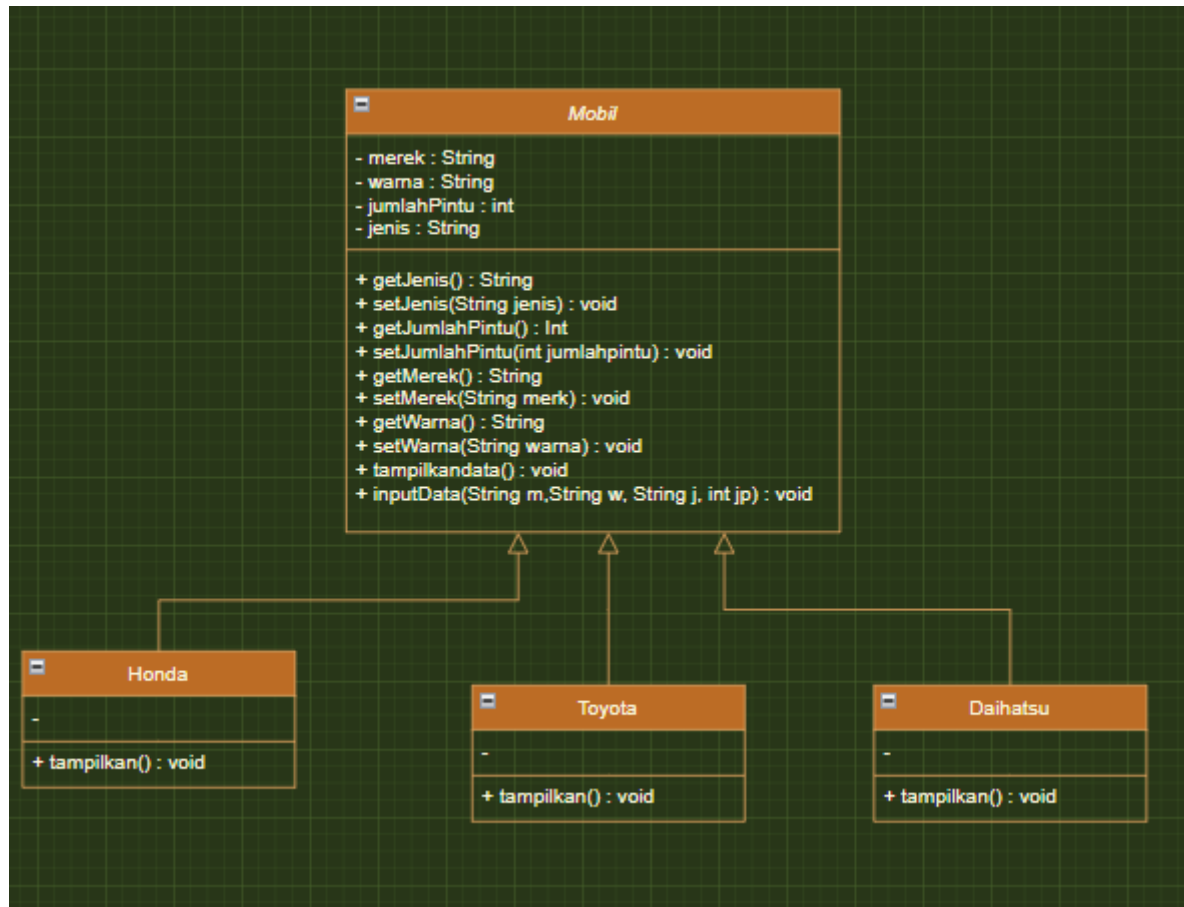 Mobil
- merek : String
- warna : String
- jumlahPintu : int
- jenis : String
+ getJenis() : String
+ setJenis(String jenis) : void
+ getJumlahPintu() : Int
+ setJumlahPintu(int jumlahpintu) : void
+ getMerek() : String
+ setMerek(String merk) : void
+ getWarna() : String
+ setWarna(String warna) : void
+ tampilkandata() : void
+ inputData(String m,String w, String j, int jp) : void
Honda
-
+ tampilkan() : void
Toyota
-
+ tampilkan() : void
Daihatsu
-
+ tampilkan() : void